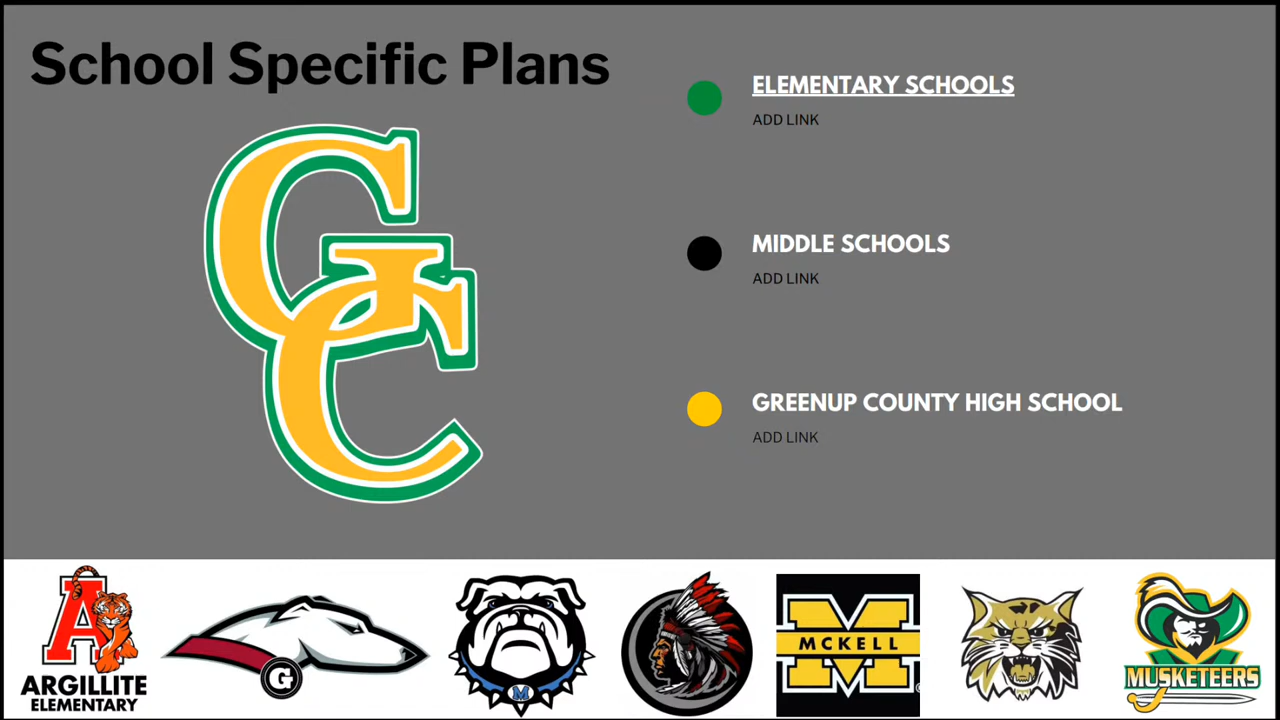 School Specific Plans
ELEMENTARY SCHOOLS
ADD LINK
MIDDLE SCHOOLS
ADD LINK
GREENUP COUNTY HIGH SCHOOL
ADD LINK
GC
A
ARGILLITE
ELEMENTARY
G
M
M
MCKELL
MUSKETEERS